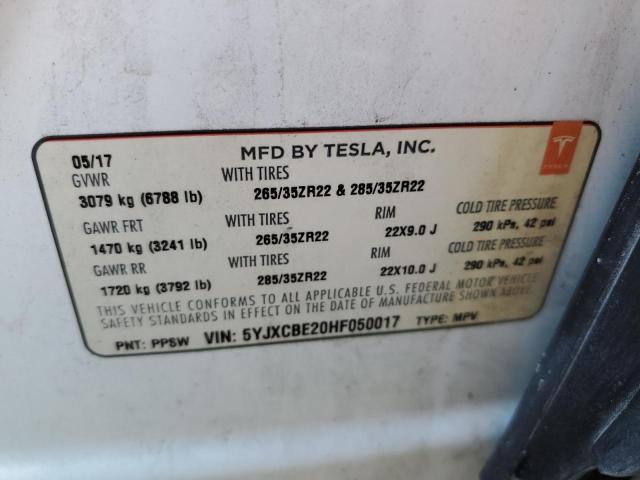 05/17 MFD BY TESLA, INC.
GVWR WITH TIRES
3079 kg (6788 lb) 265/35ZR22 & 285/35ZR22
GAWR FRT WITH TIRES RIM COLD TIRE PRESSURE
1470 kg (3241 lb) 265/35ZR22 22X9.0 J 290 kPs, 42 psi
GAWR RR WITH TIRES RIM COLD TIRE PRESSURE
1720 kg (3792 lb) 285/35ZR22 22X10.0 J 290 kPs, 42 psi
THIS VEHICLE CONFORMS TO ALL APPLICABLE U.S. FEDERAL MOTOR VEHICLE
SAFETY STANDARDS IN EFFECT ON THE DATE OF MANUFACTURE SHOWN ABOVE.
PNT: PPSW VIN: 5YJXCBE20HF050017 TYPE: MPV
TESLA